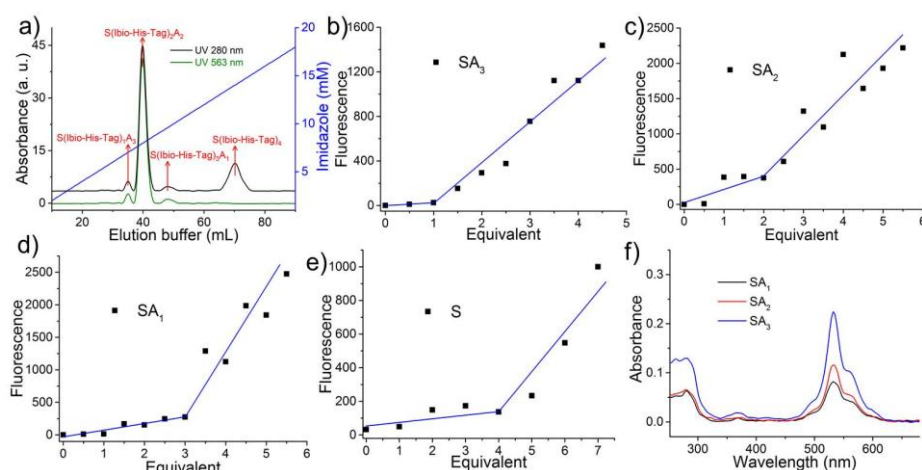 a)
S(Ibio-His-Tag)₂A₂
UV 280 nm
UV 563 nm
S(Ibio-His-Tag)₁A₃
S(Ibio-His-Tag)₃A₁
S(Ibio-His-Tag)₄
Absorbance (a. u.)
45
30
15
0
20 40 60 80
Elution buffer (mL)
20
15
10
5
0
Imidazole (mM)
b)
SA₃
Fluorescence
1600
1200
800
400
0
0 1 2 3 4 5
Equivalent
c)
SA₂
Fluorescence
2500
2000
1500
1000
500
0
0 1 2 3 4 5 6
Equivalent
d)
SA₁
Fluorescence
2500
2000
1500
1000
500
0
0 1 2 3 4 5 6
Equivalent
e)
S
Fluorescence
1000
800
600
400
200
0
0 1 2 3 4 5 6 7
Equivalent
f)
SA₁
SA₂
SA₃
Absorbance
0.3
0.2
0.1
0.0
300 400 500 600
Wavelength (nm)